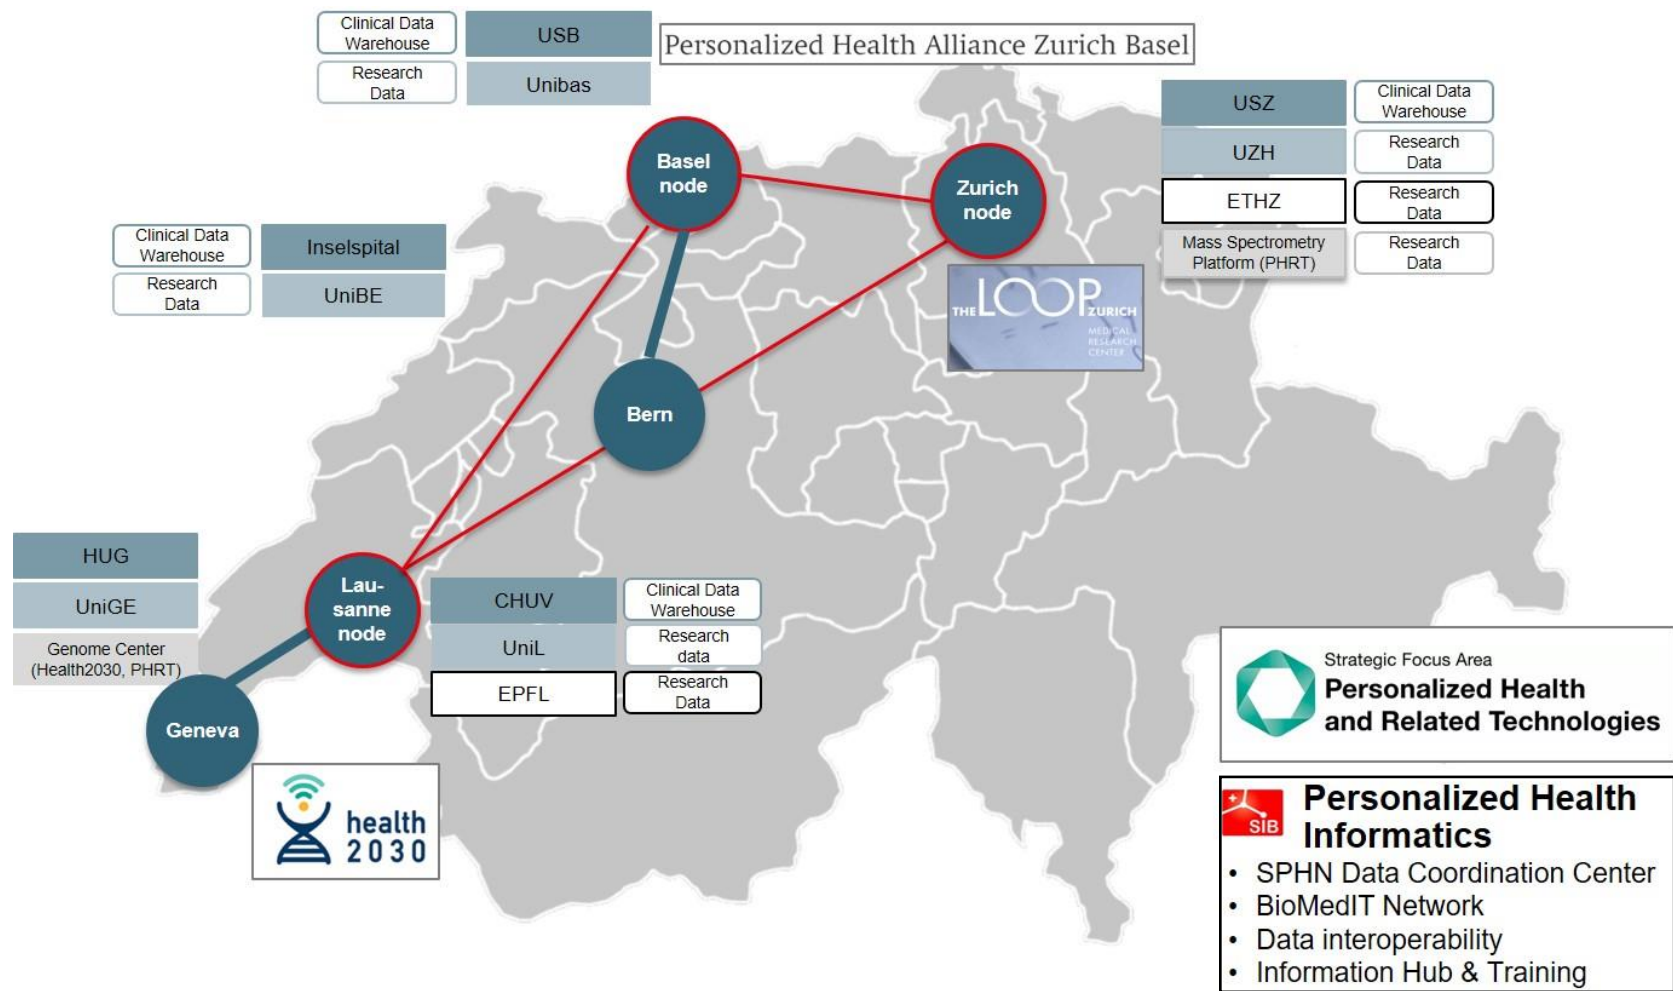 Clinical Data
Warehouse
USB
Personalized Health Alliance Zurich Basel
Research
Data
Unibas
USZ
Clinical Data
Warehouse
UZH
Research
Data
ETHZ
Research
Data
Mass Spectrometry
Platform (PHRT)
Research
Data
Basel
node
Zurich
node
Clinical Data
Warehouse
Inselspital
Research
Data
UniBE
THE LOOP ZURICH
MEDICAL
RESEARCH
CENTER
Bern
HUG
UniGE
Genome Center
(Health2030, PHRT)
Lau-
sanne
node
CHUV
Clinical Data
Warehouse
UniL
Research
data
EPFL
Research
Data
Geneva
health
2030
Strategic Focus Area
Personalized Health
and Related Technologies
SIB
Personalized Health
Informatics
• SPHN Data Coordination Center
• BioMedIT Network
• Data interoperability
• Information Hub & Training